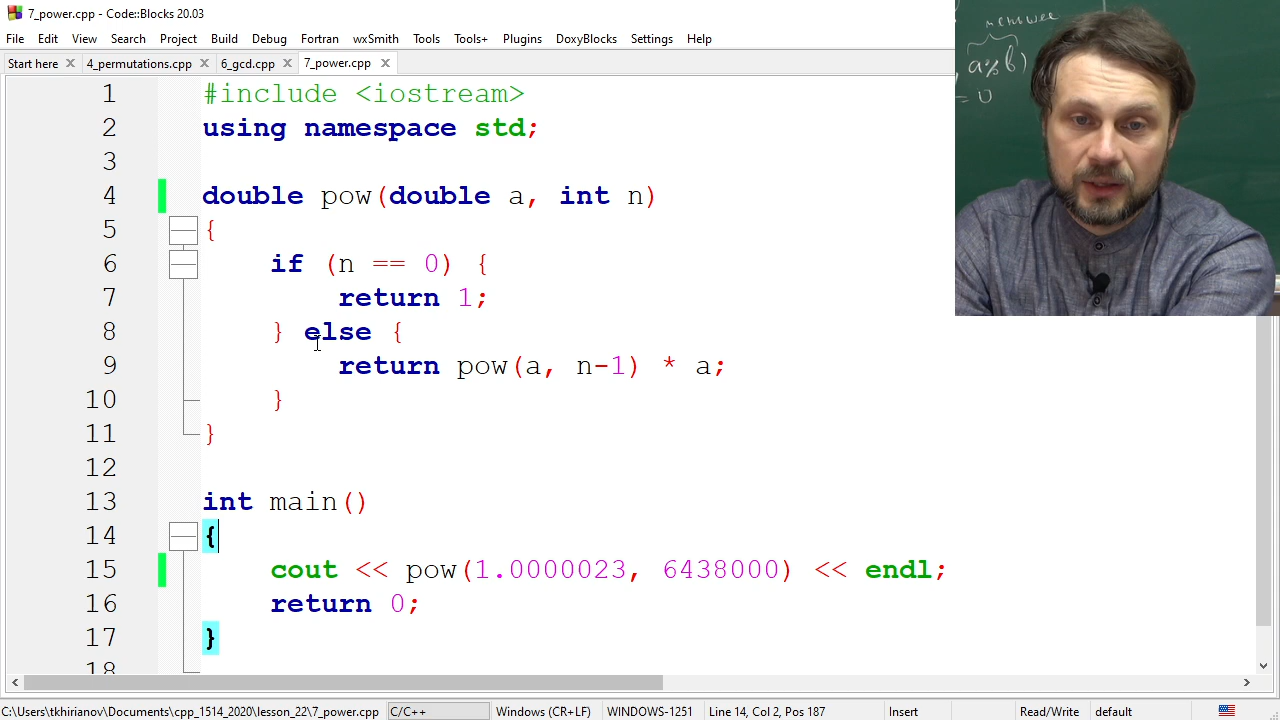 7_power.cpp - Code::Blocks 20.03
File Edit View Search Project Build Debug Fortran wxSmith Tools Tools+ Plugins DoxyBlocks Settings Help
Start here 4_permutations.cpp 6_gcd.cpp 7_power.cpp
1 #include <iostream>
2 using namespace std;
3
4 double pow(double a, int n)
5 {
6 if (n == 0) {
7 return 1;
8 } else {
9 return pow(a, n-1) * a;
10 }
11 }
12
13 int main()
14 {
15 cout << pow(1.0000023, 6438000) << endl;
16 return 0;
17 }
18
меньшее
a%b)
= 0
C:\Users\tkhirianov\Documents\cpp_1514_2020\lesson_22\7_power.cpp C/C++ Windows (CR+LF) WINDOWS-1251 Line 14, Col 2, Pos 187 Insert Read/Write default